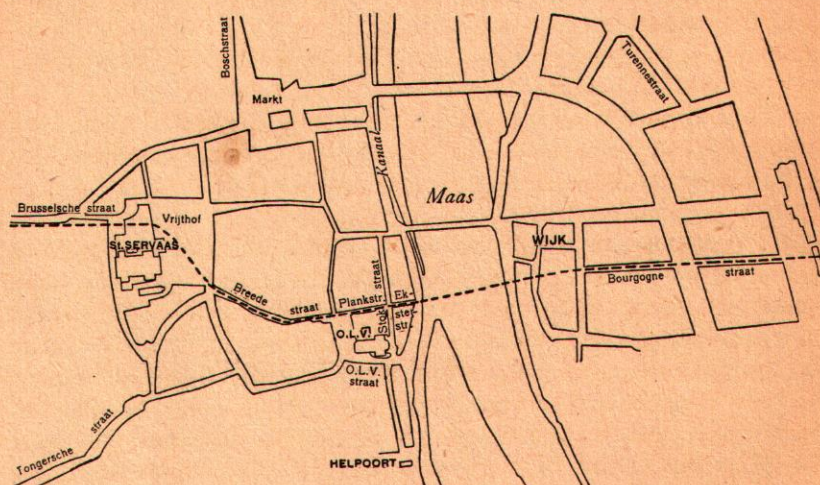 Boschstraat
Turennestraat
Markt
Kanaal
Maas
Brusselsche straat
Vrijthof
St. SERVAAS
WIJK
Bourgogne straat
Breede straat
Plankstr.
Stok straat
Ek-
ster-
str.
O.L.V.
O.L.V.
straat
Tongersche straat
HELPOORT